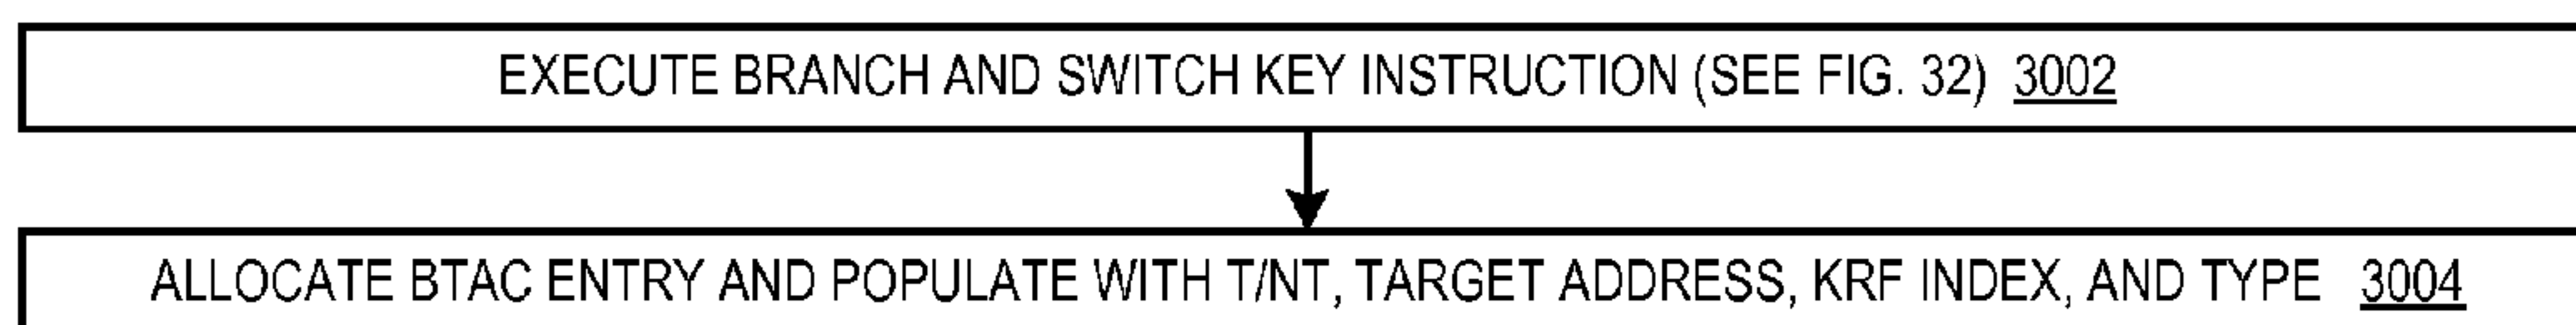 EXECUTE BRANCH AND SWITCH KEY INSTRUCTION (SEE FIG. 32) 3002
ALLOCATE BTAC ENTRY AND POPULATE WITH T/NT, TARGET ADDRESS, KRF INDEX, AND TYPE 3004